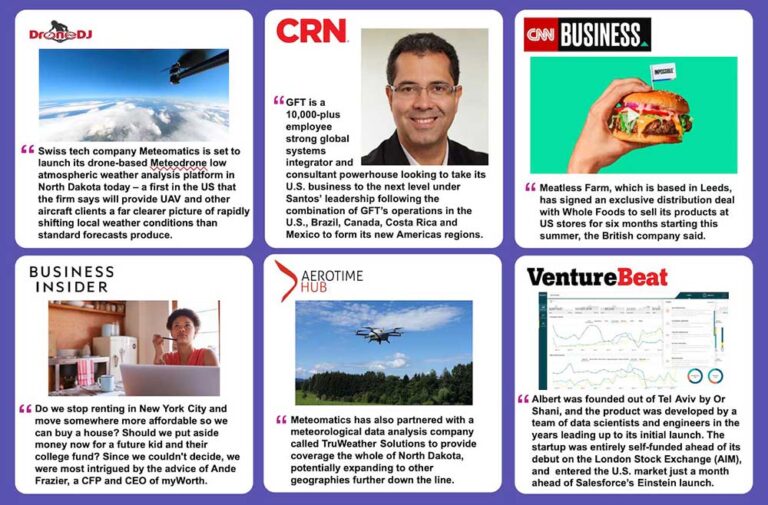 DroneDJ
“ Swiss tech company Meteomatics is set to
launch its drone-based Meteodrone low
atmospheric weather analysis platform in
North Dakota today – a first in the US that
the firm says will provide UAV and other
aircraft clients a far clearer picture of rapidly
shifting local weather conditions than
standard forecasts produce.
CRN
“ GFT is a
10,000-plus
employee
strong global
systems
integrator and
consultant powerhouse looking to take its
U.S. business to the next level under
Santos’ leadership following the
combination of GFT’s operations in the
U.S., Brazil, Canada, Costa Rica and
Mexico to form its new Americas regions.
CNN BUSINESS
IMPOSSIBLE
“ Meatless Farm, which is based in Leeds,
has signed an exclusive distribution deal
with Whole Foods to sell its products at
US stores for six months starting this
summer, the British company said.
BUSINESS
INSIDER
“ Do we stop renting in New York City and
move somewhere more affordable so we
can buy a house? Should we put aside
money now for a future kid and their
college fund? Since we couldn't decide, we
were most intrigued by the advice of Ande
Frazier, a CFP and CEO of myWorth.
AEROTIME
HUB
“ Meteomatics has also partnered with a
meteorological data analysis company
called TruWeather Solutions to provide
coverage the whole of North Dakota,
potentially expanding to other
geographies further down the line.
VentureBeat
“ Albert was founded out of Tel Aviv by Or
Shani, and the product was developed by a
team of data scientists and engineers in the
years leading up to its initial launch. The
startup was entirely self-funded ahead of its
debut on the London Stock Exchange (AIM),
and entered the U.S. market just a month
ahead of Salesforce’s Einstein launch.